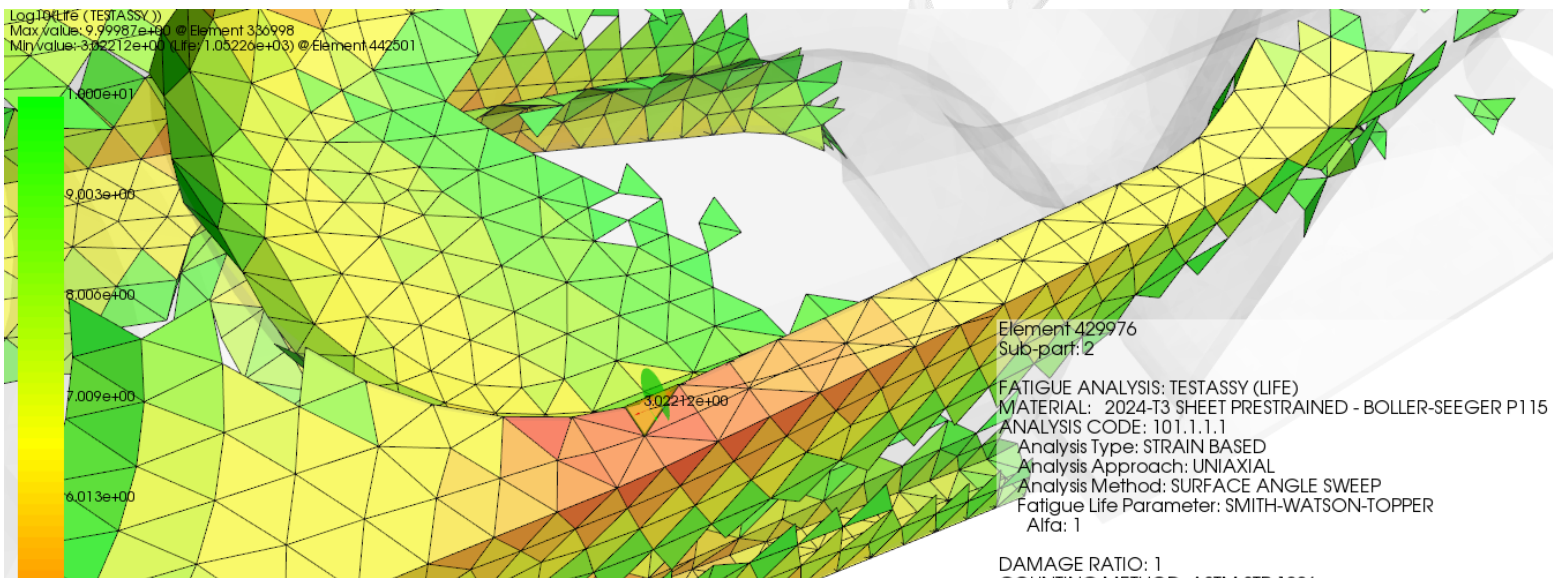 Log10(Life ( TESTASSY ))
Max value: 9.99987e+00 @ Element 336998
Min value: 3.02212e+00 (Life: 1.05226e+03) @ Element 442501
1.000e+01
9.003e+00
8.006e+00
7.009e+00
6.013e+00
3.02212e+00
Element 429976
Sub-part: 2
FATIGUE ANALYSIS: TESTASSY (LIFE)
MATERIAL: 2024-T3 SHEET PRESTRAINED - BOLLER-SEEGER P115
ANALYSIS CODE: 101.1.1.1
Analysis Type: STRAIN BASED
Analysis Approach: UNIAXIAL
Analysis Method: SURFACE ANGLE SWEEP
Fatigue Life Parameter: SMITH-WATSON-TOPPER
Alfa: 1
DAMAGE RATIO: 1